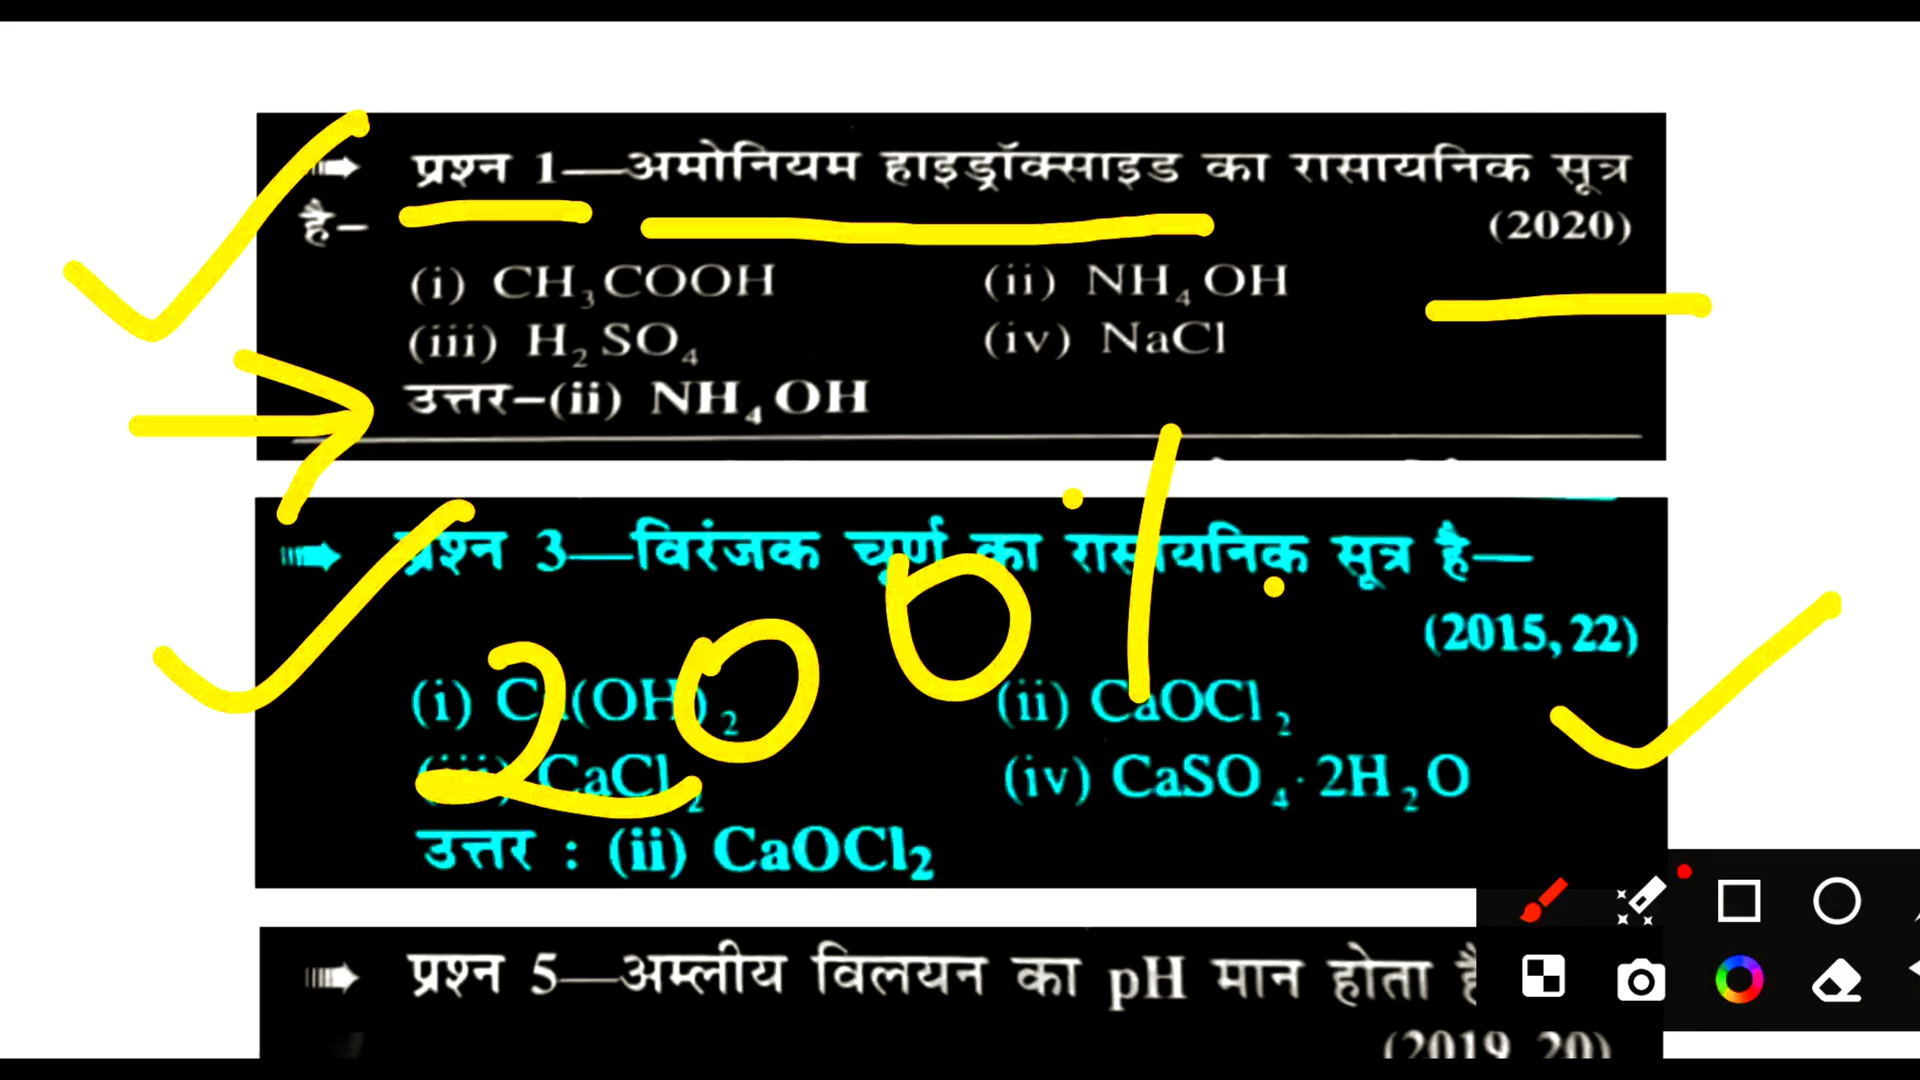 प्रश्न 1—अमोनियम हाइड्रॉक्साइड का रासायनिक सूत्र
है–
(2020)
(i) CH₃COOH (ii) NH₄OH
(iii) H₂SO₄ (iv) NaCl
उत्तर–(ii) NH₄OH
प्रश्न 3—विरंजक चूर्ण का रासायनिक सूत्र है—
(2015, 22)
200%
(i) Ca(OH)₂ (ii) CaOCl₂
(iii) CaCl₂ (iv) CaSO₄·2H₂O
उत्तर : (ii) CaOCl₂
प्रश्न 5—अम्लीय विलयन का pH मान होता
(2019, 20)